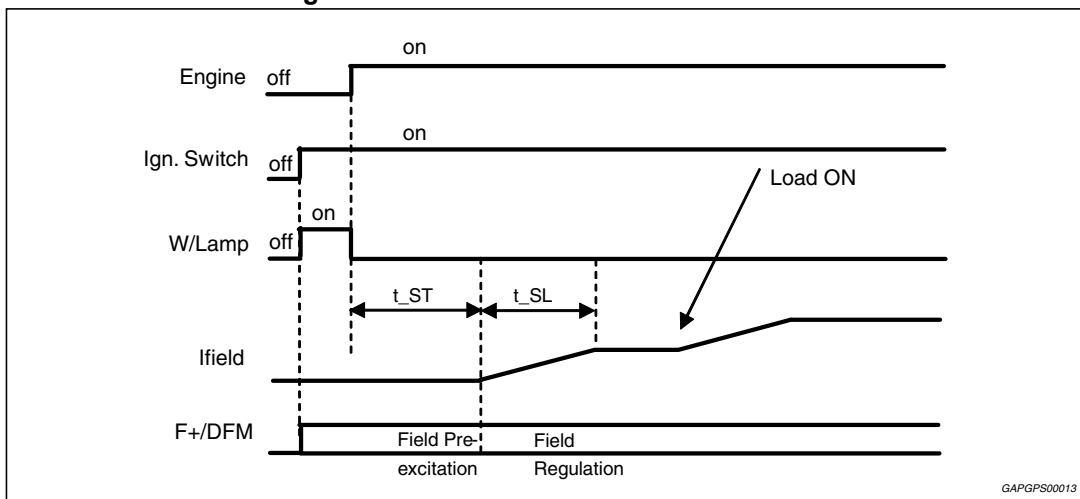 on
Engine off
on
Ign. Switch off
Load ON
on
W/Lamp off
t_ST t_SL
Ifield
F+/DFM
Field Pre- Field
excitation Regulation
GAPGPS00013